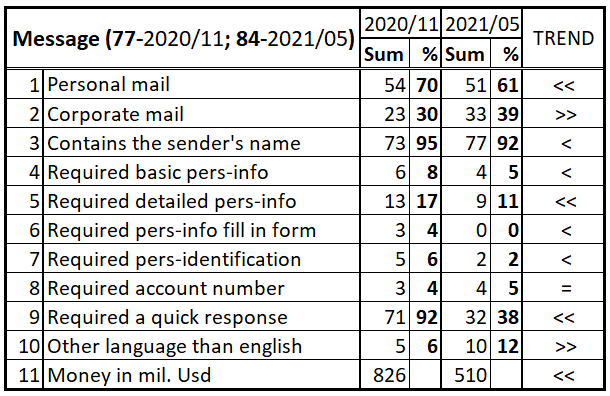 Message (77-2020/11; 84-2021/05) 2020/11 2021/05 TREND
Sum % Sum %
1 Personal mail 54 70 51 61 <<
2 Corporate mail 23 30 33 39 >>
3 Contains the sender's name 73 95 77 92 <
4 Required basic pers-info 6 8 4 5 <
5 Required detailed pers-info 13 17 9 11 <<
6 Required pers-info fill in form 3 4 0 0 <
7 Required pers-identification 5 6 2 2 <
8 Required account number 3 4 4 5 =
9 Required a quick response 71 92 32 38 <<
10 Other language than english 5 6 10 12 >>
11 Money in mil. Usd 826 510 <<